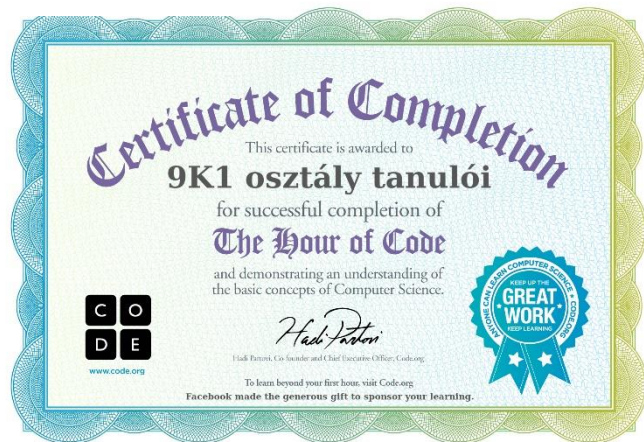 Certificate of Completion
This certificate is awarded to
9K1 osztály tanulói
for successful completion of
The Hour of Code
and demonstrating an understanding of
the basic concepts of Computer Science.
C O
D E
www.code.org
Hadi Partovi
Hadi Partovi, Co-founder and Chief Executive Officer, Code.org
To learn beyond your first hour, visit Code.org
Facebook made the generous gift to sponsor your learning.
ANYONE CAN LEARN COMPUTER SCIENCE • CODE.ORG
KEEP UP THE
GREAT
WORK
KEEP LEARNING